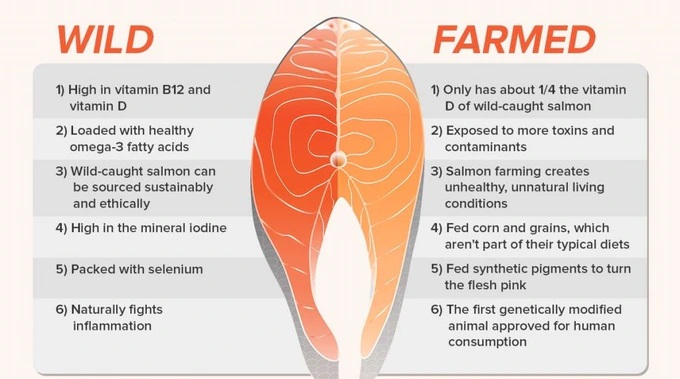 WILD
1) High in vitamin B12 and
vitamin D
2) Loaded with healthy
omega-3 fatty acids
3) Wild-caught salmon can
be sourced sustainably
and ethically
4) High in the mineral iodine
5) Packed with selenium
6) Naturally fights
inflammation
FARMED
1) Only has about 1/4 the vitamin
D of wild-caught salmon
2) Exposed to more toxins and
contaminants
3) Salmon farming creates
unhealthy, unnatural living
conditions
4) Fed corn and grains, which
aren't part of their typical diets
5) Fed synthetic pigments to turn
the flesh pink
6) The first genetically modified
animal approved for human
consumption